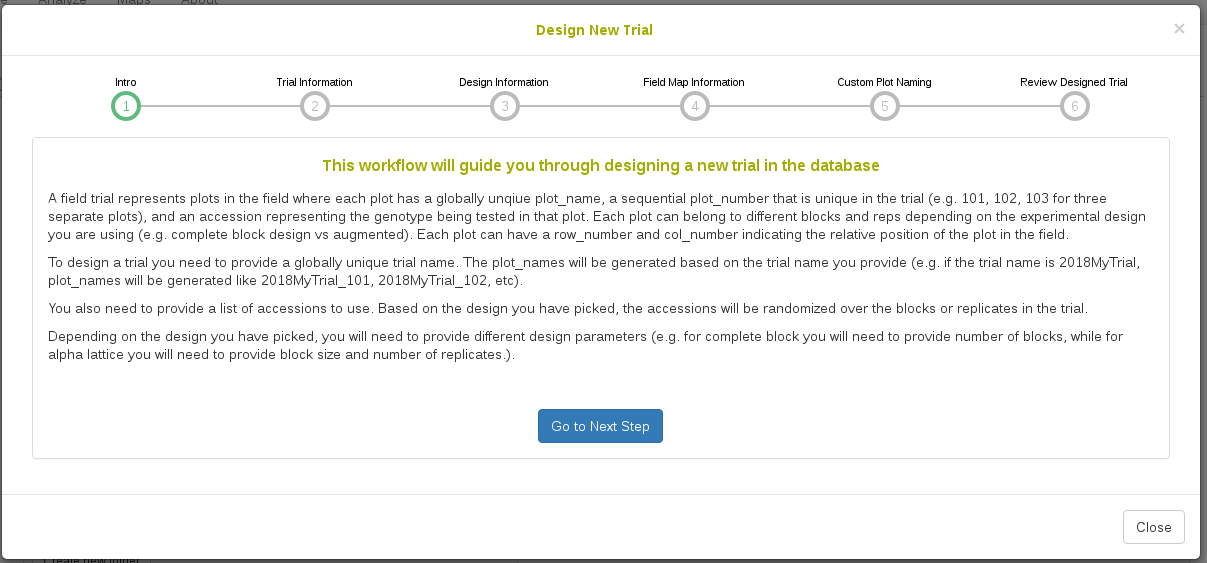 Analyze Maps About
Design New Trial ×
Intro Trial Information Design Information Field Map Information Custom Plot Naming Review Designed Trial
1 2 3 4 5 6
This workflow will guide you through designing a new trial in the database
A field trial represents plots in the field where each plot has a globally unqiue plot_name, a sequential plot_number that is unique in the trial (e.g. 101, 102, 103 for three
separate plots), and an accession representing the genotype being tested in that plot. Each plot can belong to different blocks and reps depending on the experimental design
you are using (e.g. complete block design vs augmented). Each plot can have a row_number and col_number indicating the relative position of the plot in the field.
To design a trial you need to provide a globally unique trial name. The plot_names will be generated based on the trial name you provide (e.g. if the trial name is 2018MyTrial,
plot_names will be generated like 2018MyTrial_101, 2018MyTrial_102, etc).
You also need to provide a list of accessions to use. Based on the design you have picked, the accessions will be randomized over the blocks or replicates in the trial.
Depending on the design you have picked, you will need to provide different design parameters (e.g. for complete block you will need to provide number of blocks, while for
alpha lattice you will need to provide block size and number of replicates.).
Go to Next Step
Close
Create new folder